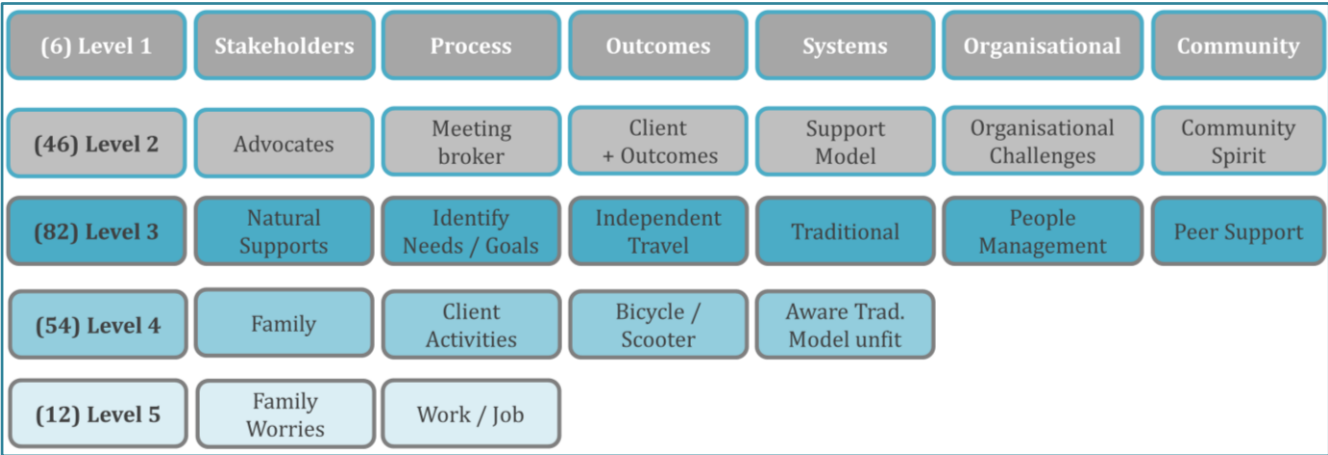 (6) Level 1
Stakeholders
Process
Outcomes
Systems
Organisational
Community
(46) Level 2
Advocates
Meeting
broker
Client
+ Outcomes
Support
Model
Organisational
Challenges
Community
Spirit
(82) Level 3
Natural
Supports
Identify
Needs / Goals
Independent
Travel
Traditional
People
Management
Peer Support
(54) Level 4
Family
Client
Activities
Bicycle /
Scooter
Aware Trad.
Model unfit
(12) Level 5
Family
Worries
Work / Job